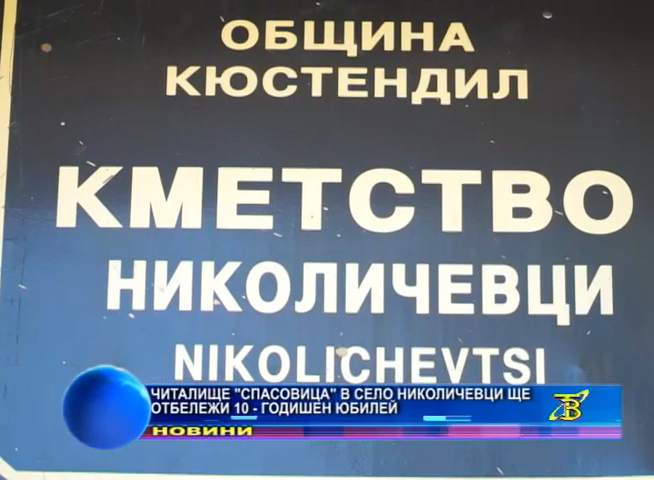 ОБЩИНА
КЮСТЕНДИЛ
КМЕТСТВО
НИКОЛИЧЕВЦИ
NIKOLICHEVTSI
ЧИТАЛИЩЕ "СПАСОВИЦА" В СЕЛО НИКОЛИЧЕВЦИ ЩЕ
ОТБЕЛЕЖИ 10 - ГОДИШЕН ЮБИЛЕЙ
НОВИНИ